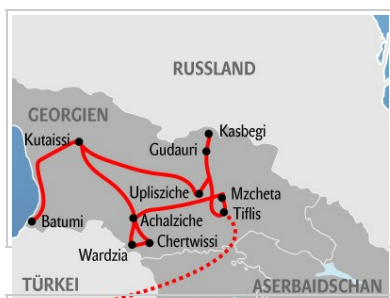 RUSSLAND
GEORGIEN
Kasbegi
Kutaissi
Gudauri
Uplisziche
Mzcheta
Tiflis
Batumi
Achalziche
Chertwissi
Wardzia
TÜRKEI
ASERBAIDSCHAN